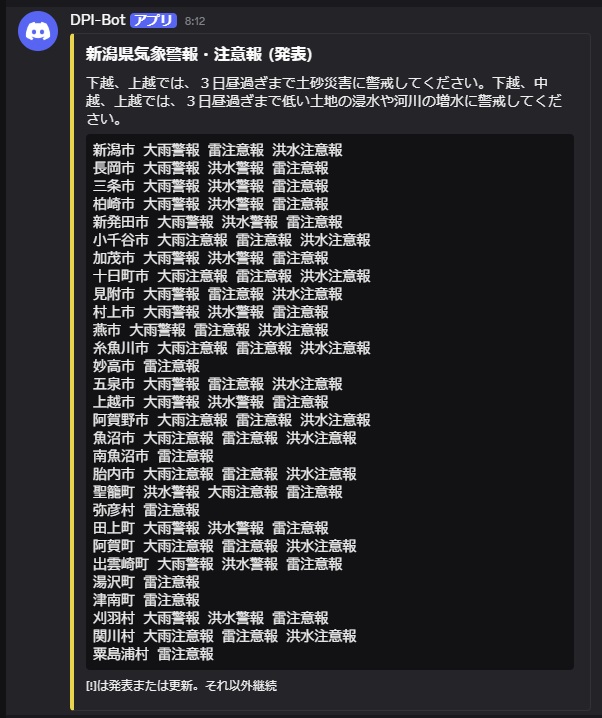 DPI-Bot アプリ 8:12
新潟県気象警報・注意報 (発表)
下越、上越では、３日昼過ぎまで土砂災害に警戒してください。下越、中
越、上越では、３日昼過ぎまで低い土地の浸水や河川の増水に警戒してくだ
さい。
新潟市 大雨警報 雷注意報 洪水注意報
長岡市 大雨警報 洪水警報 雷注意報
三条市 大雨警報 洪水警報 雷注意報
柏崎市 大雨警報 洪水警報 雷注意報
新発田市 大雨警報 洪水警報 雷注意報
小千谷市 大雨注意報 雷注意報 洪水注意報
加茂市 大雨警報 洪水警報 雷注意報
十日町市 大雨注意報 雷注意報 洪水注意報
見附市 大雨警報 雷注意報 洪水注意報
村上市 大雨警報 洪水警報 雷注意報
燕市 大雨警報 雷注意報 洪水注意報
糸魚川市 大雨注意報 雷注意報 洪水注意報
妙高市 雷注意報
五泉市 大雨警報 雷注意報 洪水注意報
上越市 大雨警報 洪水警報 雷注意報
阿賀野市 大雨注意報 雷注意報 洪水注意報
魚沼市 大雨注意報 雷注意報 洪水注意報
南魚沼市 雷注意報
胎内市 大雨注意報 雷注意報 洪水注意報
聖籠町 洪水警報 大雨注意報 雷注意報
弥彦村 雷注意報
田上町 大雨警報 洪水警報 雷注意報
阿賀町 大雨注意報 雷注意報 洪水注意報
出雲崎町 大雨警報 洪水警報 雷注意報
湯沢町 雷注意報
津南町 雷注意報
刈羽村 大雨警報 洪水警報 雷注意報
関川村 大雨注意報 雷注意報 洪水注意報
粟島浦村 雷注意報
[!]は発表または更新。それ以外継続